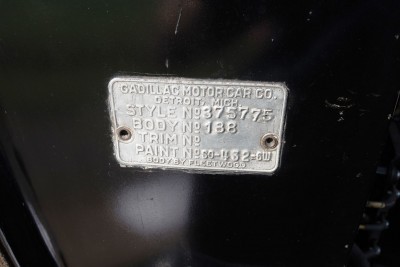 CADILLAC MOTOR CAR CO.
DETROIT, MICH.
STYLE Nº 375775
BODY Nº 188
TRIM Nº
PAINT Nº
BODY BY FLEETWOOD